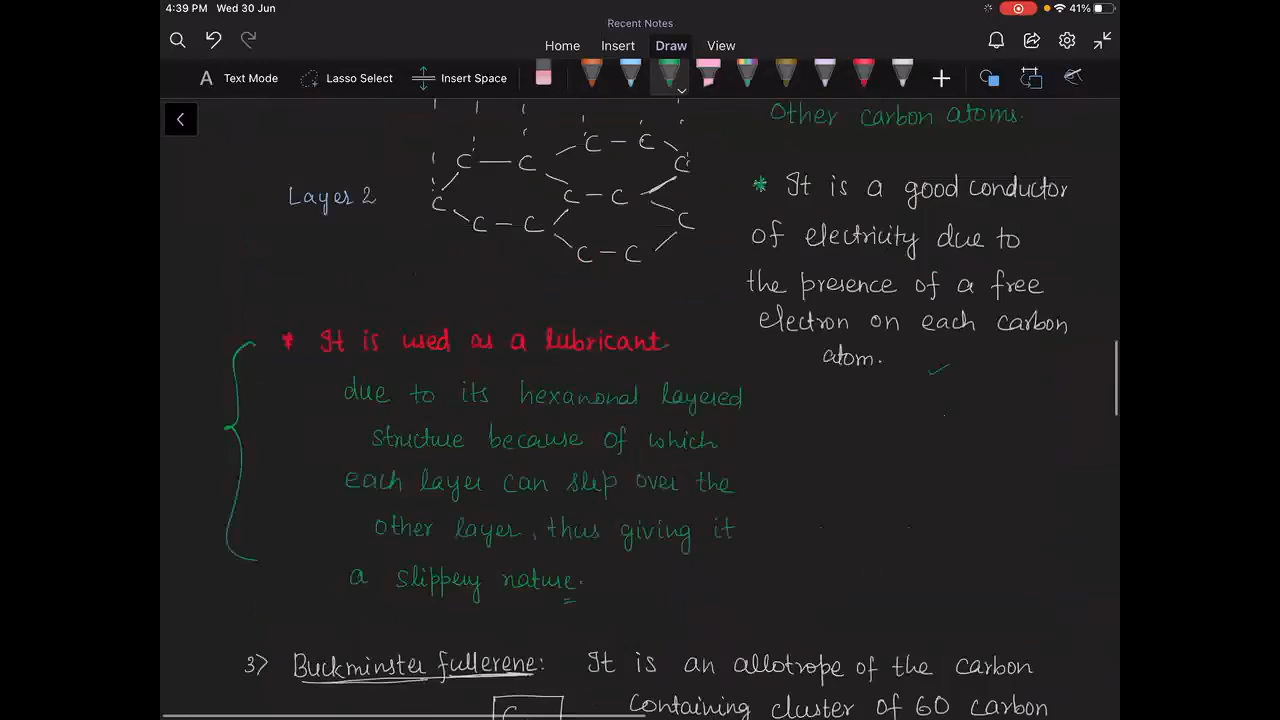 4:39 PM Wed 30 Jun
41%
Recent Notes
Home Insert Draw View
A Text Mode Lasso Select Insert Space
Other carbon atoms.
C — C
C — C C
Layer 2
C C — C
C — C C
C — C
* It is a good conductor
of electricity due to
the presence of a free
electron on each carbon
atom.
* It is used as a lubricant
due to its hexanonal layered
structure because of which
each layer can slip over the
other layer, thus giving it
a slippery nature.
3) Buckminster fullerene: It is an allotrope of the carbon
containing cluster of 60 carbon